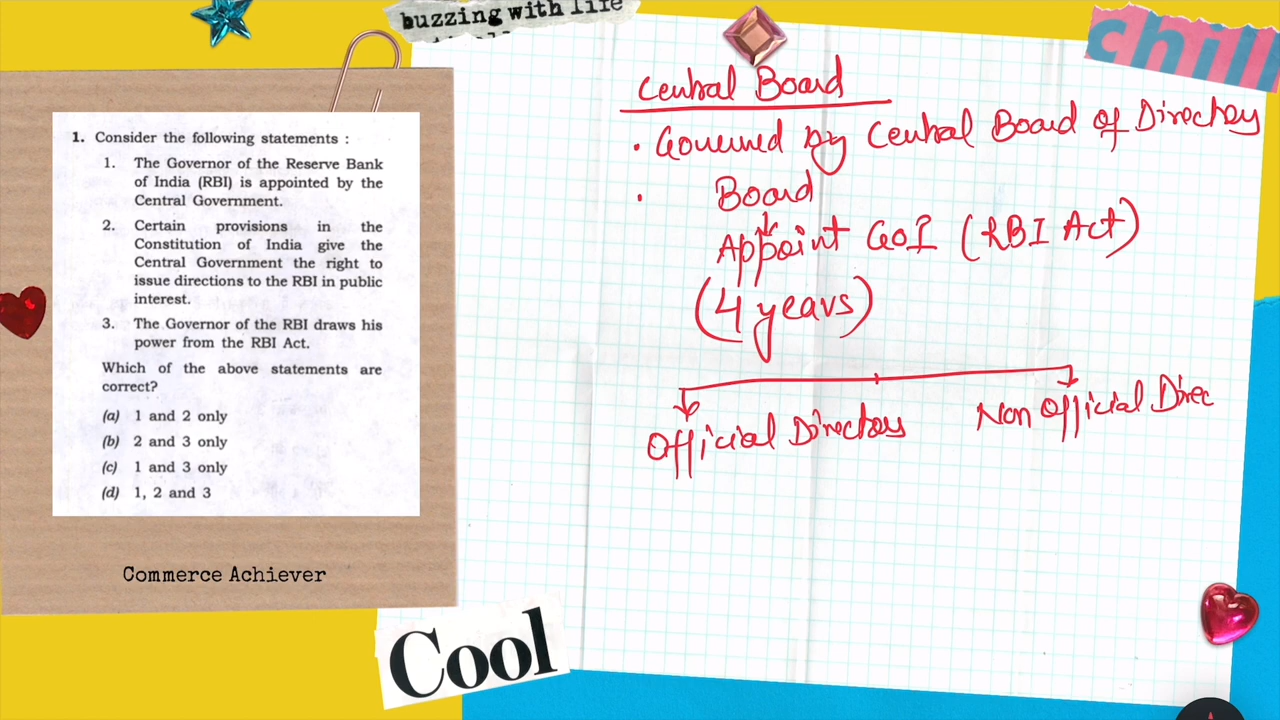 buzzing with life
chill
1. Consider the following statements :
1. The Governor of the Reserve Bank
of India (RBI) is appointed by the
Central Government.
2. Certain provisions in the
Constitution of India give the
Central Government the right to
issue directions to the RBI in public
interest.
3. The Governor of the RBI draws his
power from the RBI Act.
Which of the above statements are
correct?
(a) 1 and 2 only
(b) 2 and 3 only
(c) 1 and 3 only
(d) 1, 2 and 3
Commerce Achiever
Cool
Central Board
• Governed by Central Board of Directors
• Board
Appoint GOI (RBI Act)
(4 years)
Official Directors
Non Official Direc